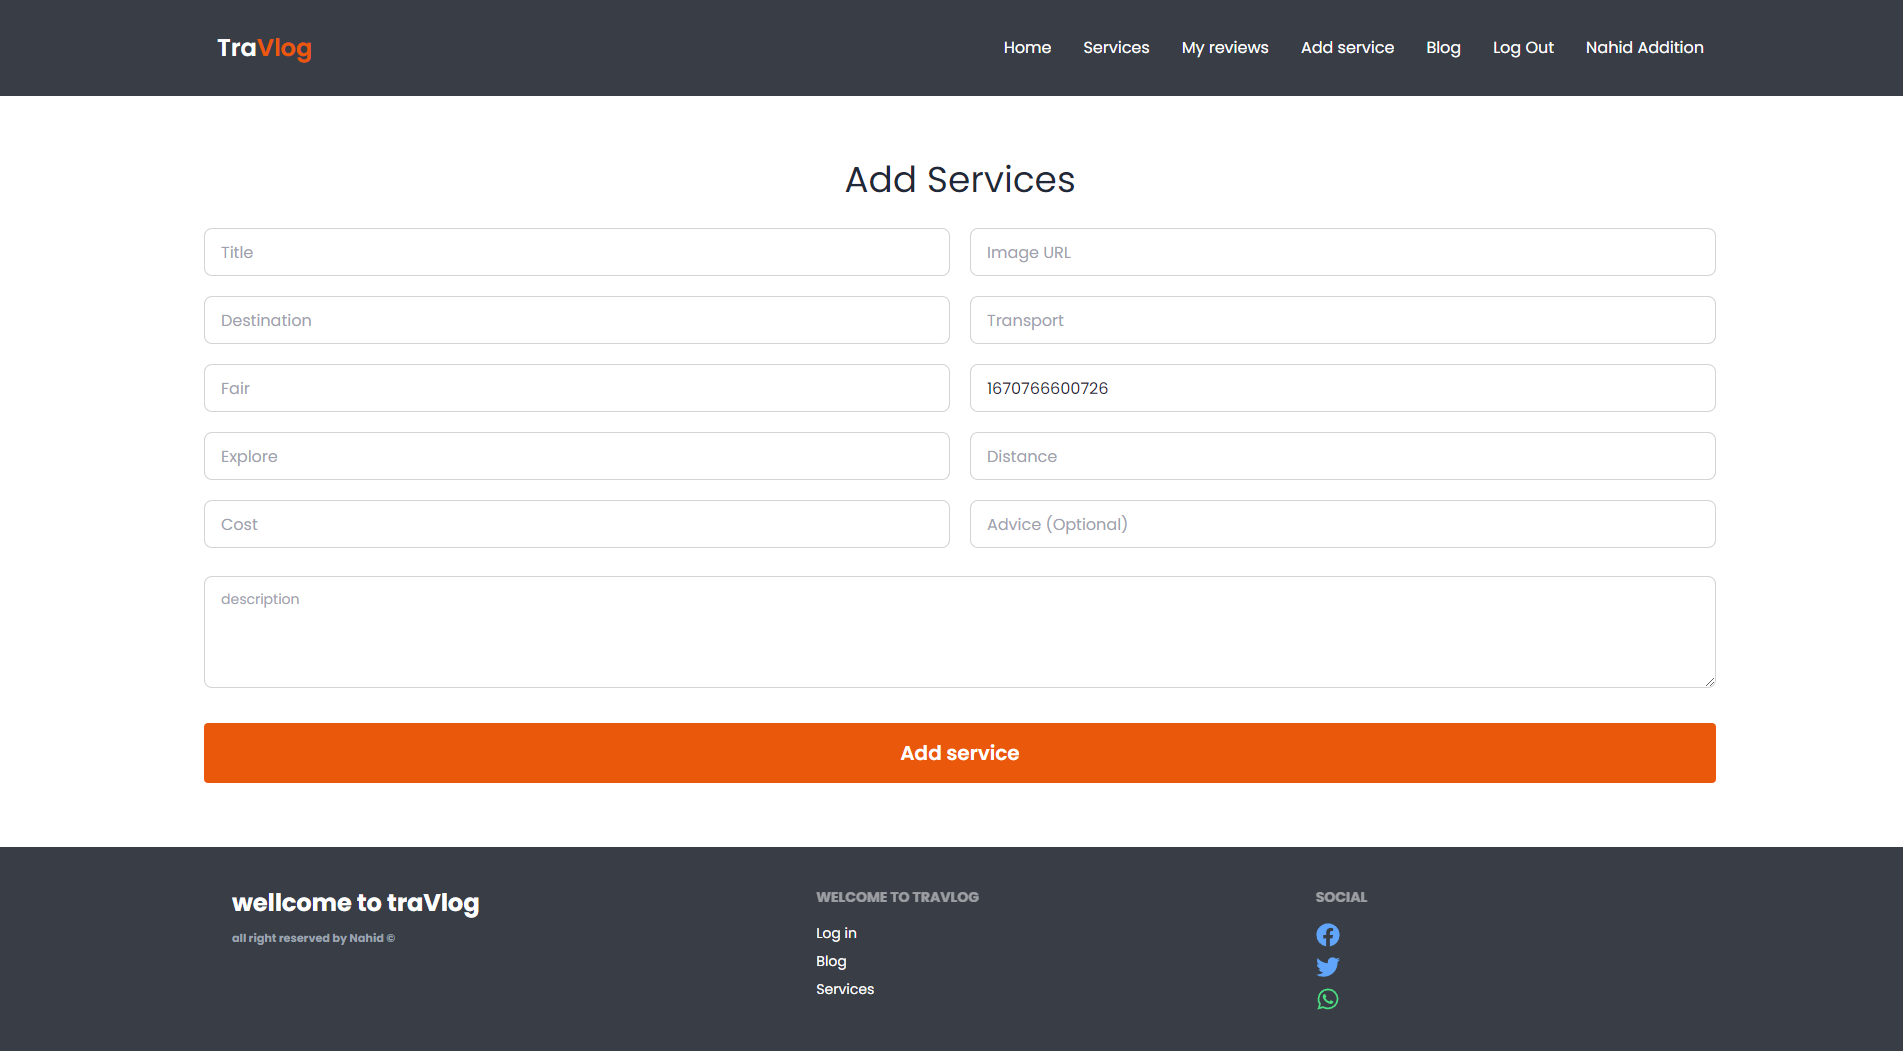 TraVlog
Home Services My reviews Add service Blog Log Out Nahid Addition
Add Services
Title
Image URL
Destination
Transport
Fair
1670766600726
Explore
Distance
Cost
Advice (Optional)
description
Add service
wellcome to traVlog
all right reserved by Nahid ©
WELCOME TO TRAVLOG
Log in
Blog
Services
SOCIAL